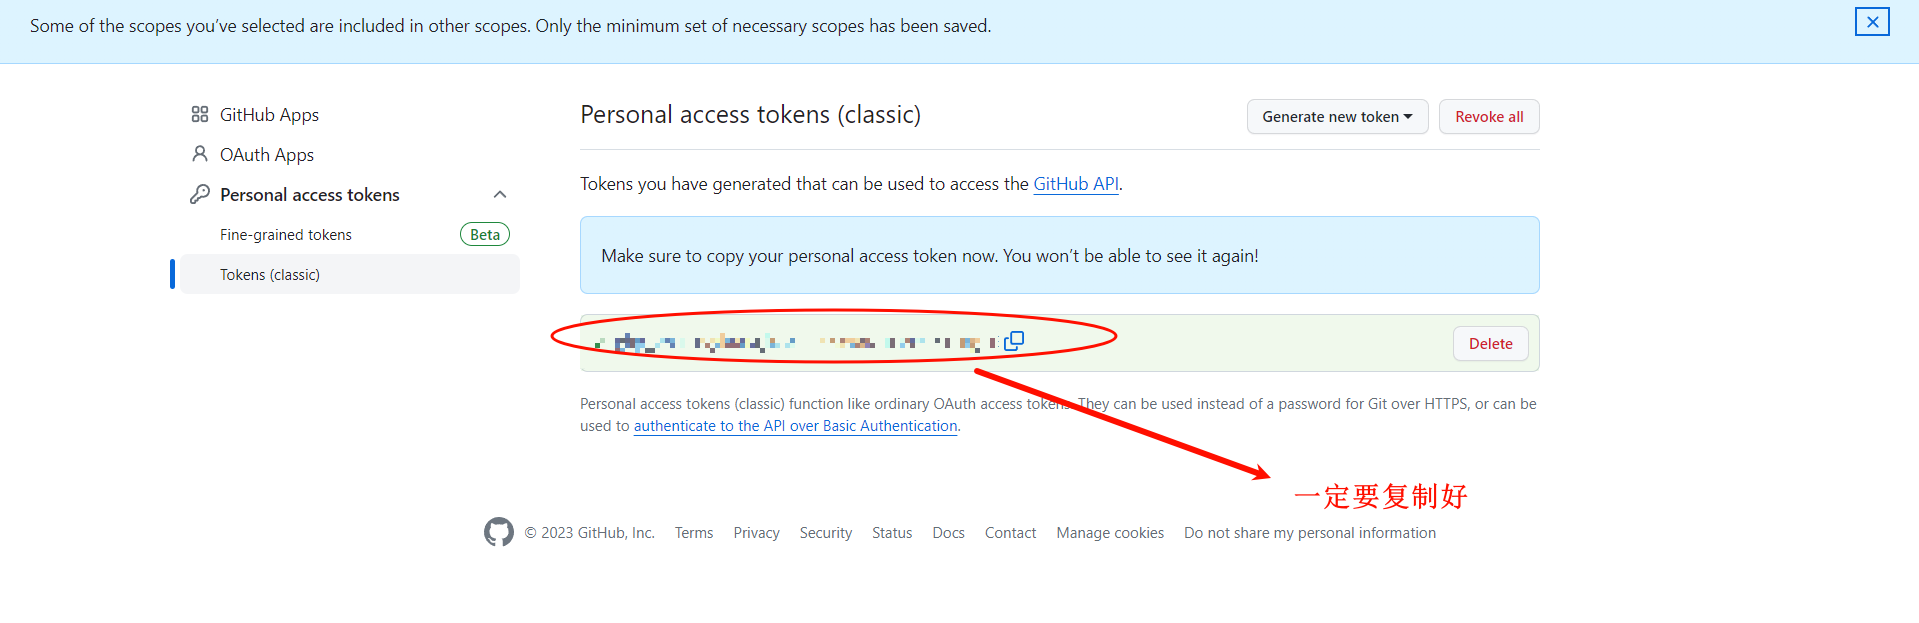 Some of the scopes you’ve selected are included in other scopes. Only the minimum set of necessary scopes has been saved.
GitHub Apps
OAuth Apps
Personal access tokens
Fine-grained tokens Beta
Tokens (classic)
Personal access tokens (classic)
Generate new token
Revoke all
Tokens you have generated that can be used to access the GitHub API.
Make sure to copy your personal access token now. You won’t be able to see it again!
Delete
Personal access tokens (classic) function like ordinary OAuth access tokens. They can be used instead of a password for Git over HTTPS, or can be
used to authenticate to the API over Basic Authentication.
一定要复制好
© 2023 GitHub, Inc. Terms Privacy Security Status Docs Contact Manage cookies Do not share my personal information